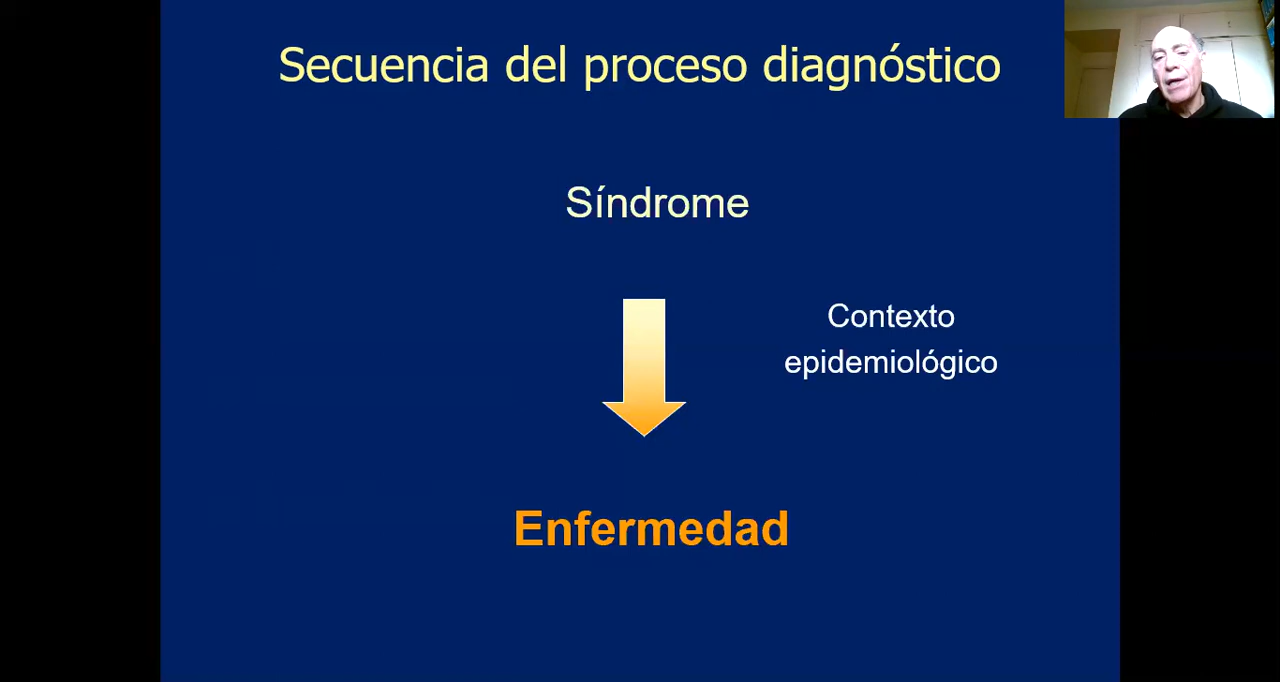 Secuencia del proceso diagnóstico
Síndrome
Contexto
epidemiológico
Enfermedad